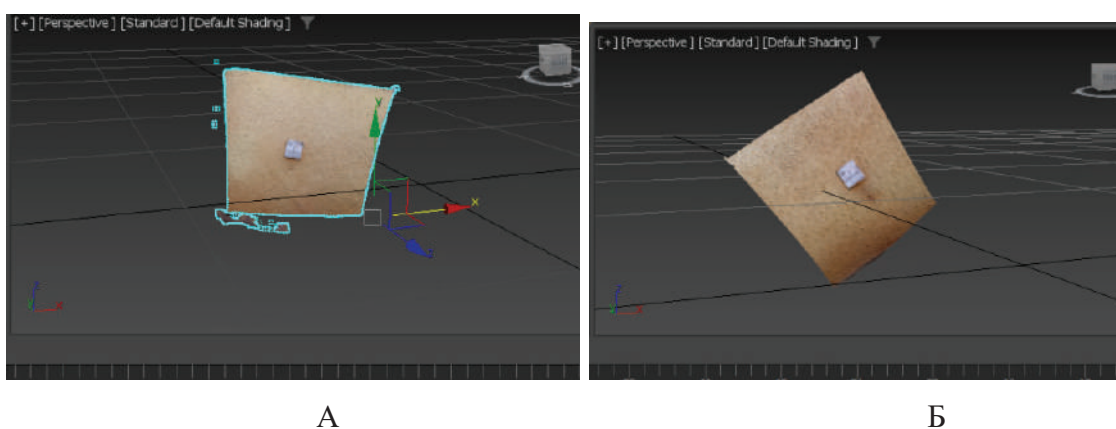 [+] [Perspective] [Standard] [Default Shading]
[+] [Perspective] [Standard] [Default Shading]
А
Б